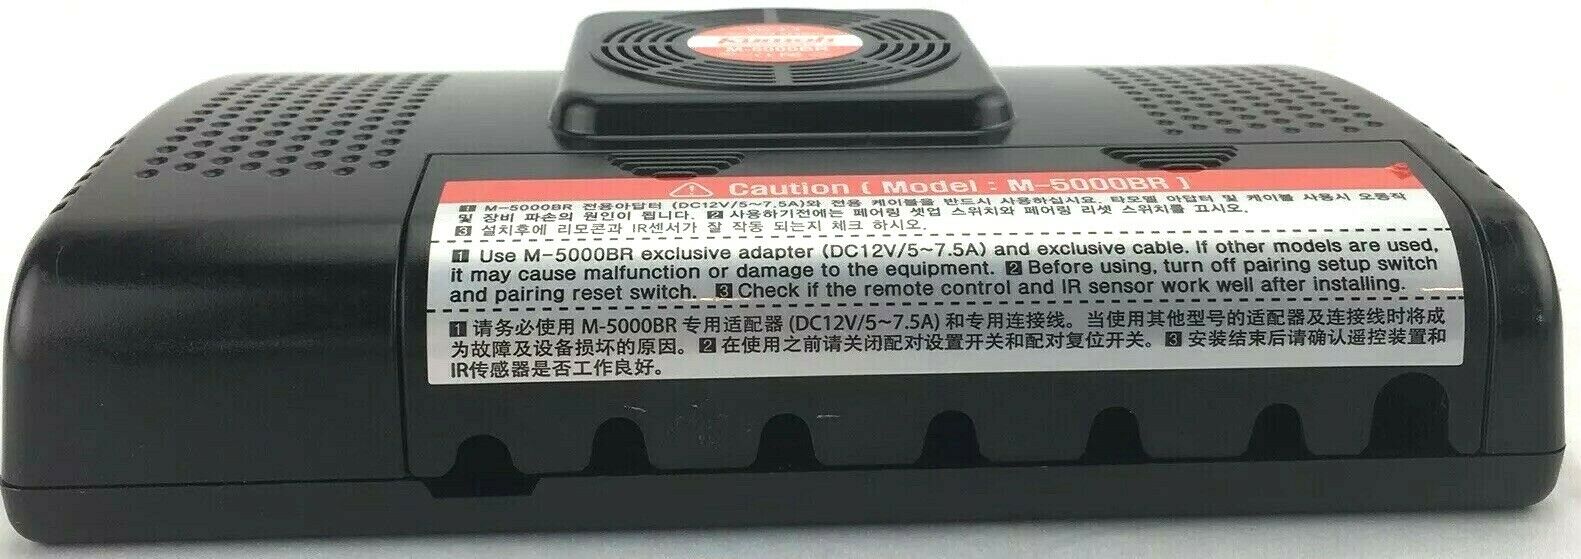 M-5000BR
⚠ Caution ( Model : M-5000BR )
1 M-5000BR 전용아답터 (DC12V/5~7.5A)와 전용 케이블을 반드시 사용하십시요. 타모델 아답터 및 케이블 사용시 오동작
및 장비 파손의 원인이 됩니다. 2 사용하기전에는 페어링 셋업 스위치와 페어링 리셋 스위치를 끄시오.
3 설치후에 리모콘과 IR센서가 잘 작동 되는지 체크 하시오.
1 Use M-5000BR exclusive adapter (DC12V/5~7.5A) and exclusive cable. If other models are used,
it may cause malfunction or damage to the equipment. 2 Before using, turn off pairing setup switch
and pairing reset switch. 3 Check if the remote control and IR sensor work well after installing.
1 请务必使用 M-5000BR 专用适配器 (DC12V/5~7.5A) 和专用连接线。当使用其他型号的适配器及连接线时将成
为故障及设备损坏的原因。2 在使用之前请关闭配对设置开关和配对复位开关。3 安装结束后请确认遥控装置和
IR传感器是否工作良好。